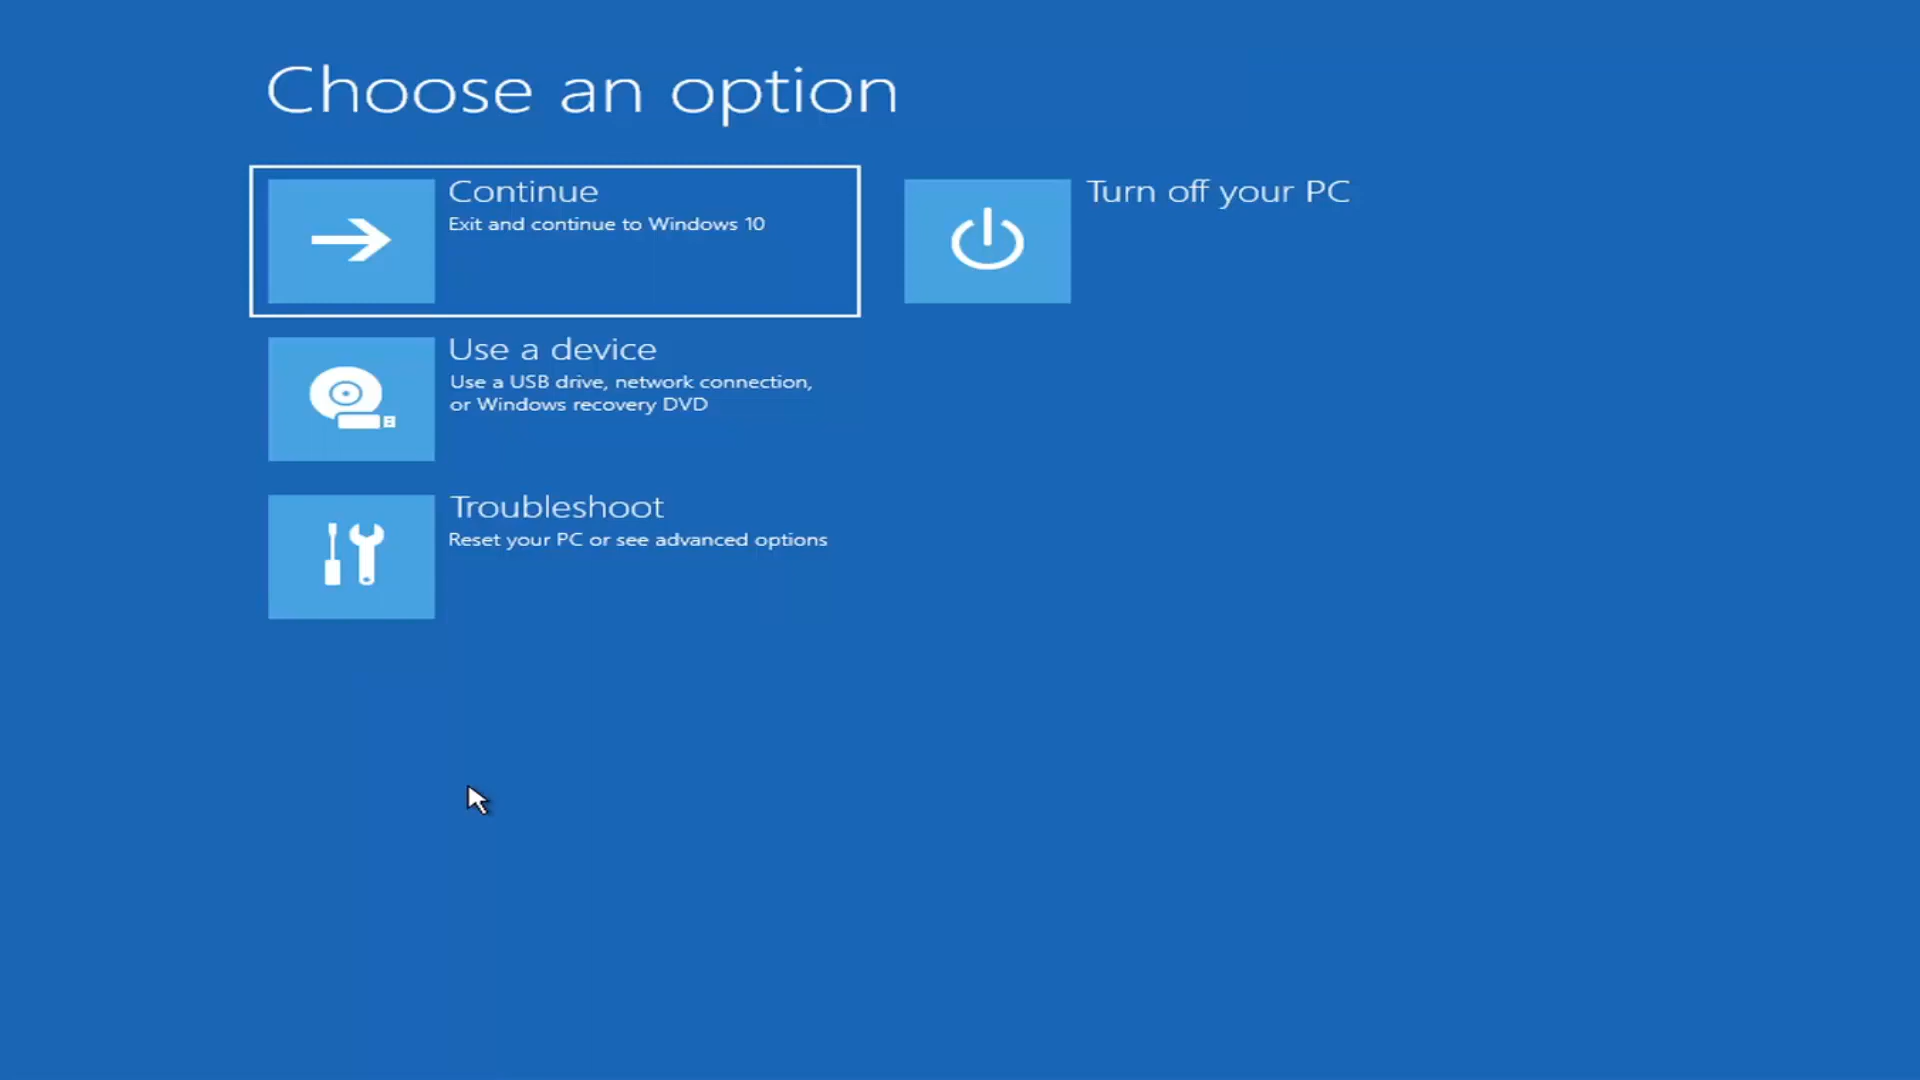 Choose an option
Continue
Exit and continue to Windows 10
Turn off your PC
Use a device
Use a USB drive, network connection,
or Windows recovery DVD
Troubleshoot
Reset your PC or see advanced options